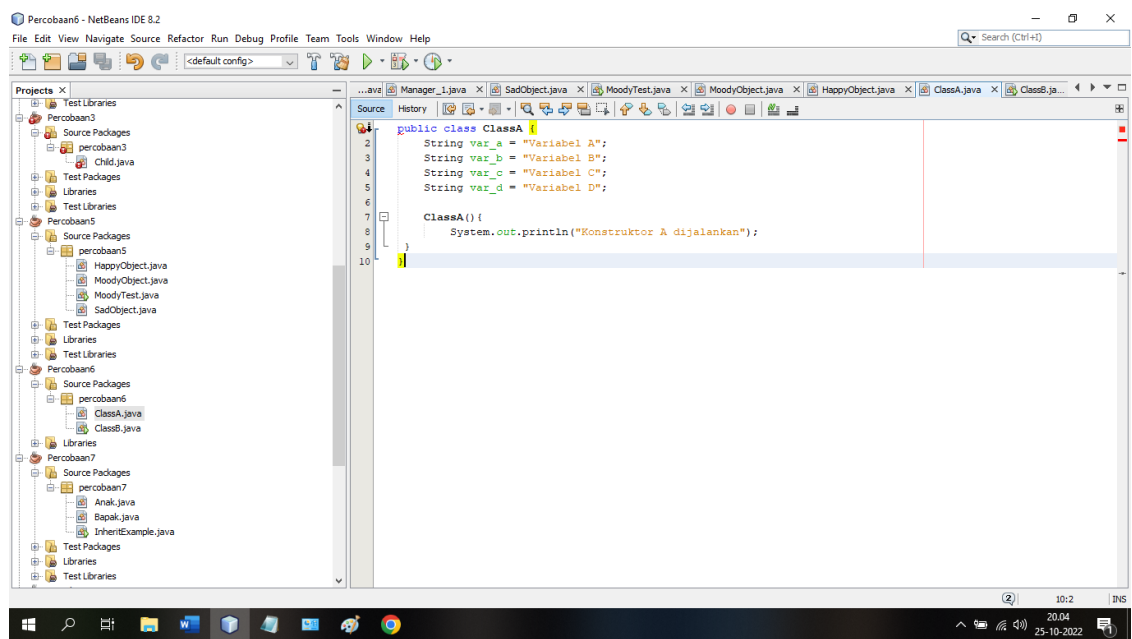 Percobaan6 - NetBeans IDE 8.2
File Edit View Navigate Source Refactor Run Debug Profile Team Tools Window Help
Search (Ctrl+I)
<default config>
Projects
...ava Manager_1.java SadObject.java MoodyTest.java MoodyObject.java HappyObject.java ClassA.java ClassB.ja...
Source History
Test Libraries
Percobaan3
Source Packages
percobaan3
Child.java
Test Packages
Libraries
Test Libraries
Percobaan5
Source Packages
percobaan5
HappyObject.java
MoodyObject.java
MoodyTest.java
SadObject.java
Test Packages
Libraries
Test Libraries
Percobaan6
Source Packages
percobaan6
ClassA.java
ClassB.java
Libraries
Percobaan7
Source Packages
percobaan7
Anak.java
Bapak.java
InheritExample.java
Test Packages
Libraries
Test Libraries
public class ClassA {
2 String var_a = "Variabel A";
3 String var_b = "Variabel B";
4 String var_c = "Variabel C";
5 String var_d = "Variabel D";
6
7 ClassA(){
8 System.out.println("Konstruktor A dijalankan");
9 }
10 }
2 10:2 INS
20.04
25-10-2022
1